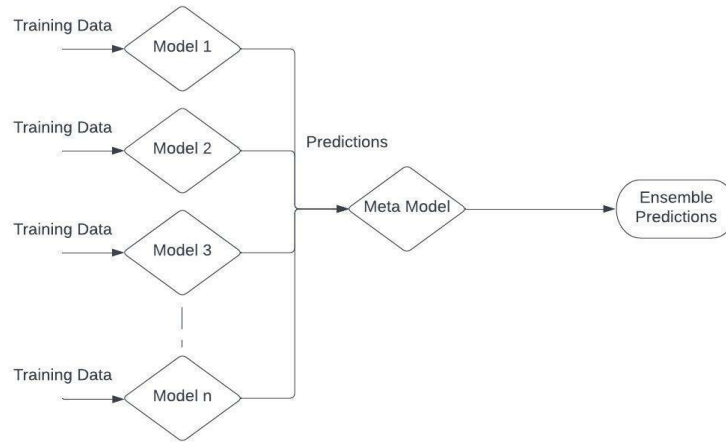 Training Data
Model 1
Training Data
Model 2
Predictions
Training Data
Model 3
Meta Model
Ensemble
Predictions
Training Data
Model n